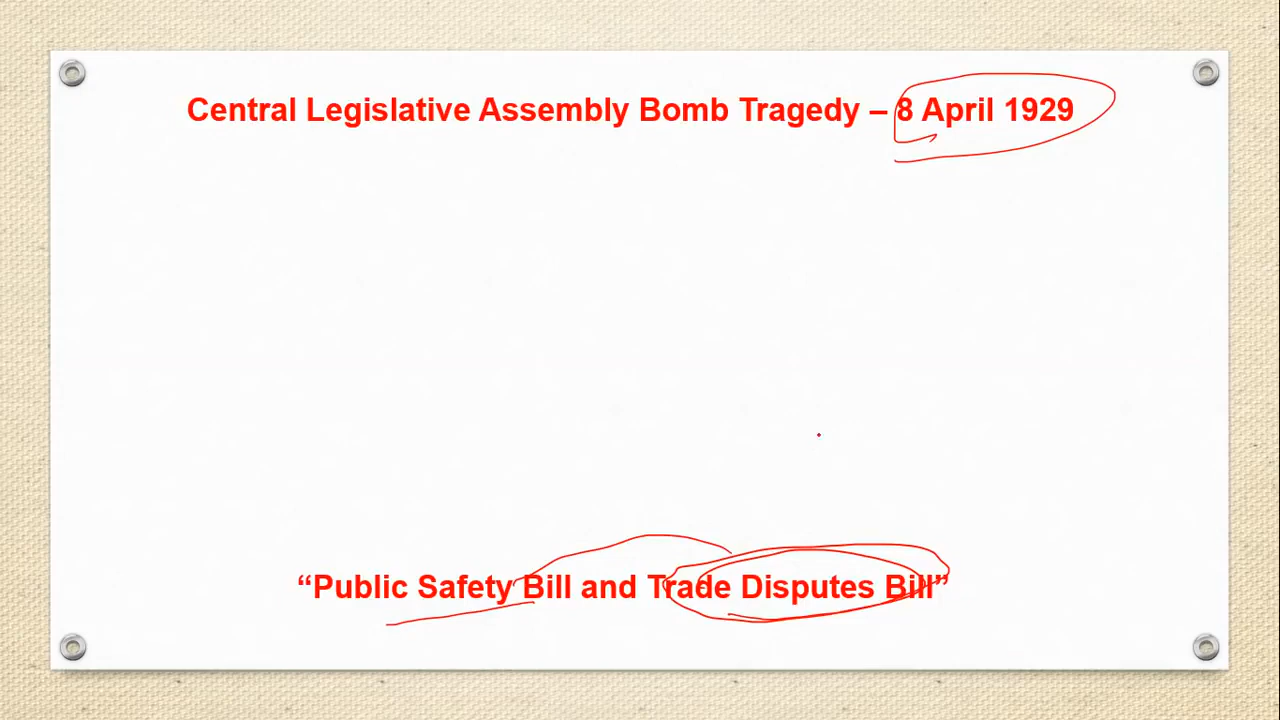 Central Legislative Assembly Bomb Tragedy – 8 April 1929
“Public Safety Bill and Trade Disputes Bill”